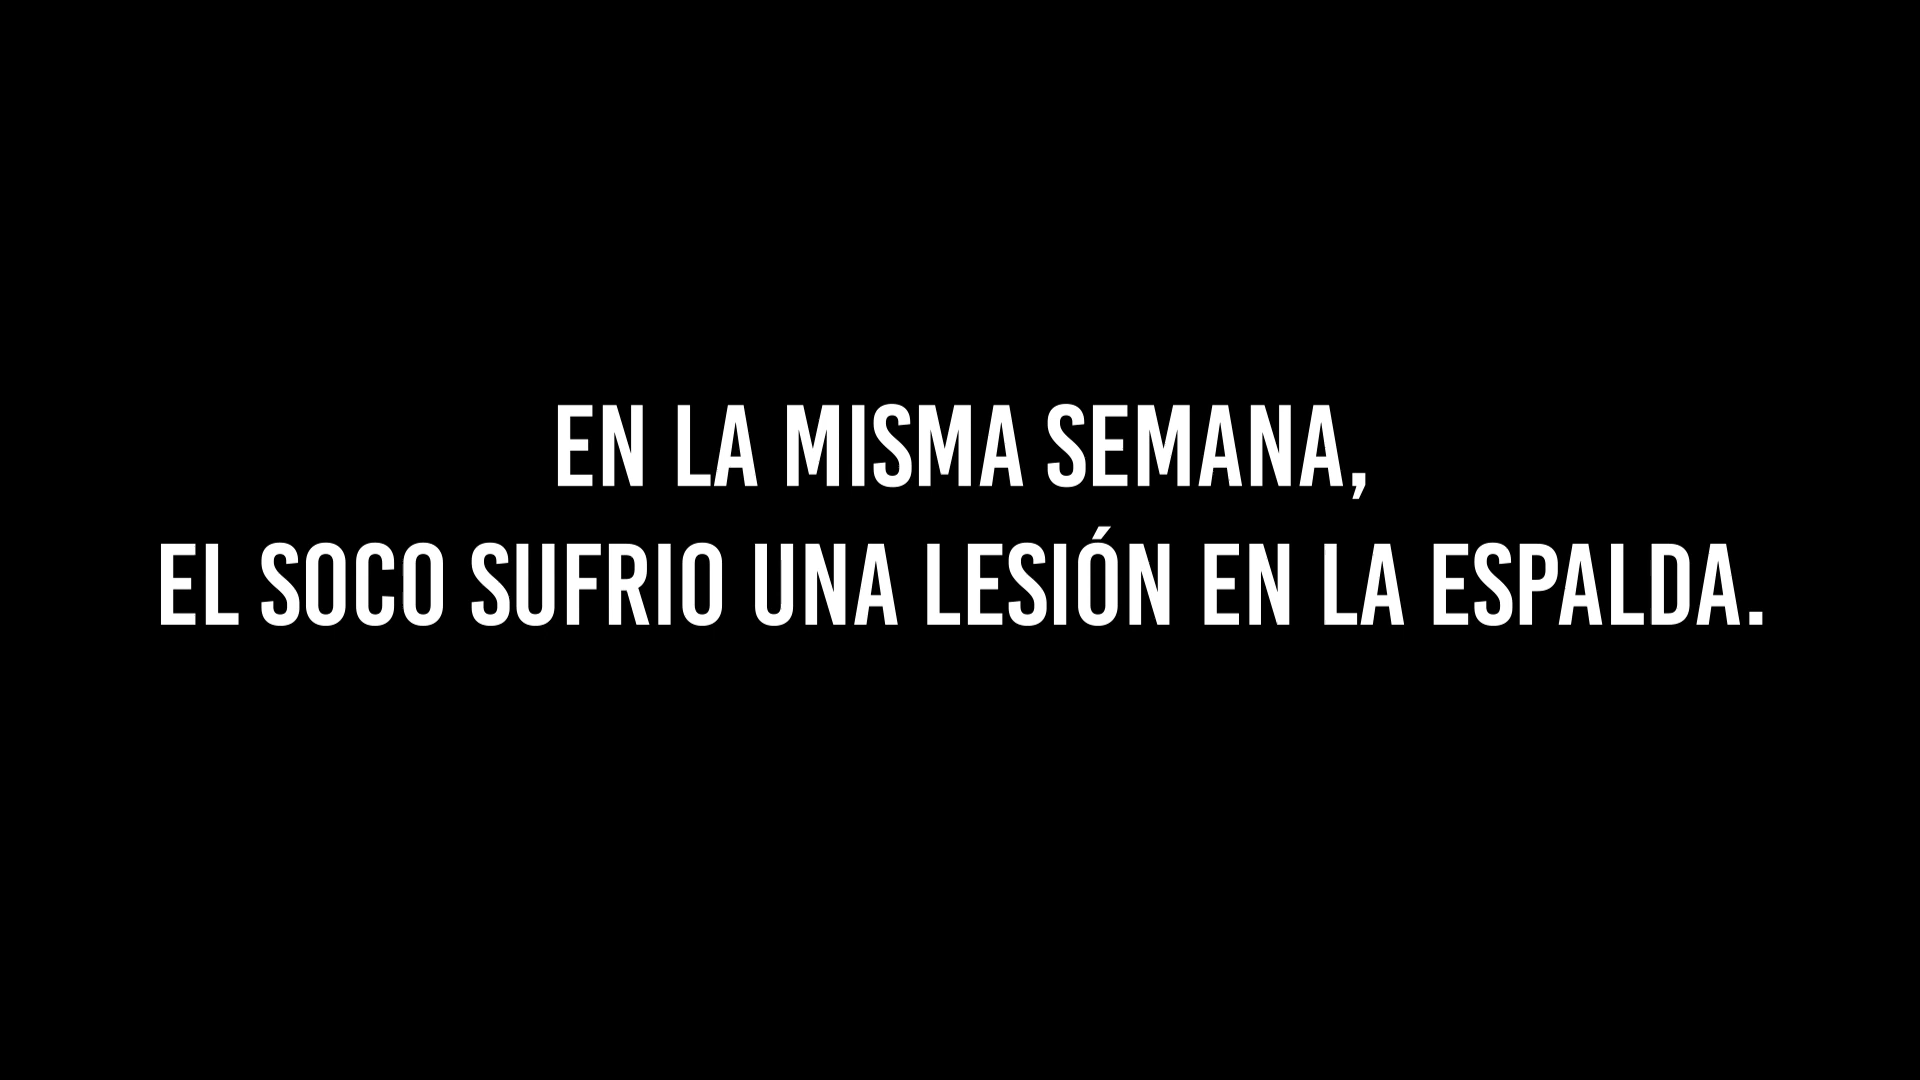 EN LA MISMA SEMANA,
EL SOCO SUFRIO UNA LESIÓN EN LA ESPALDA.